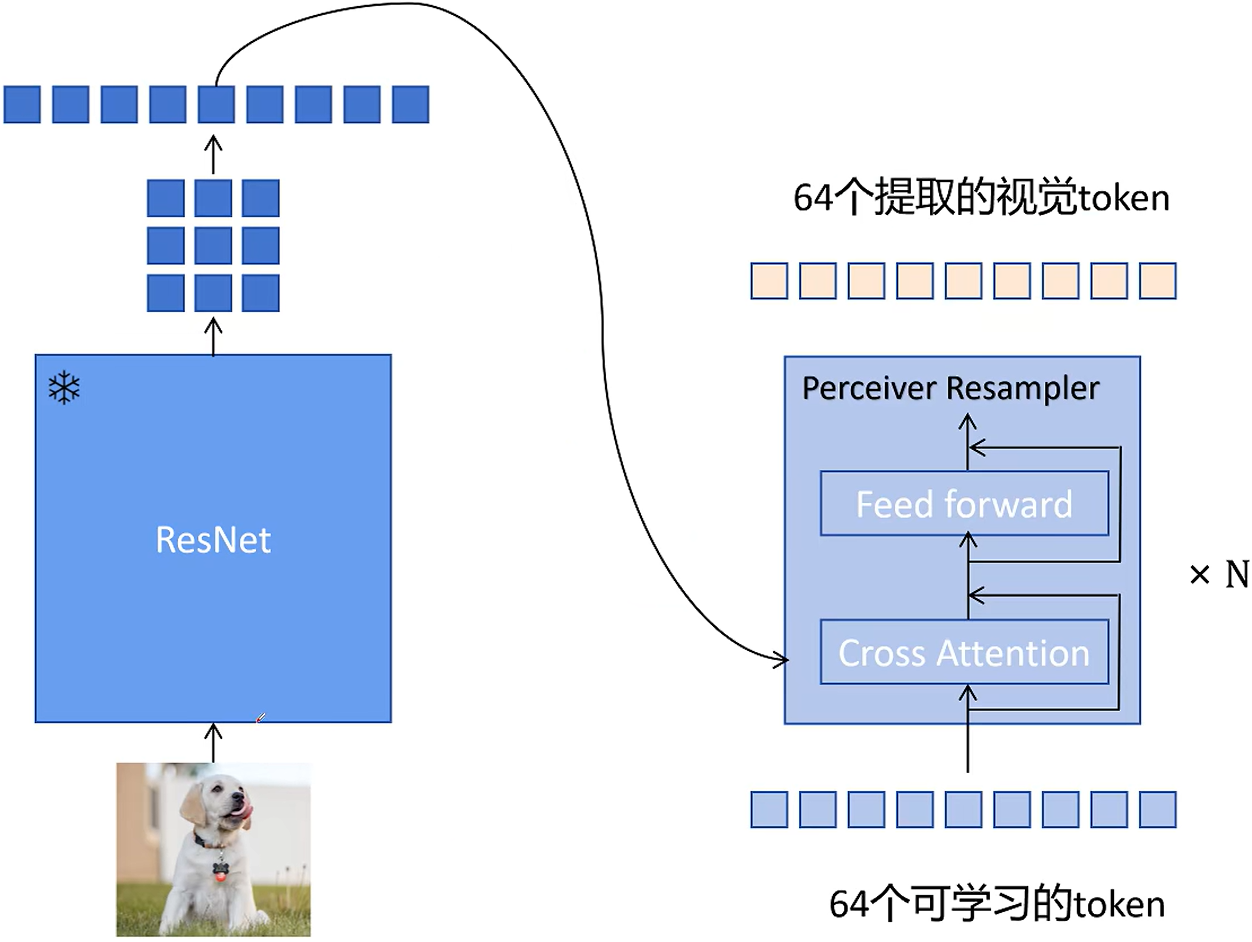 64个提取的视觉token
Perceiver Resampler
Feed forward
ResNet
× N
Cross Attention
64个可学习的token